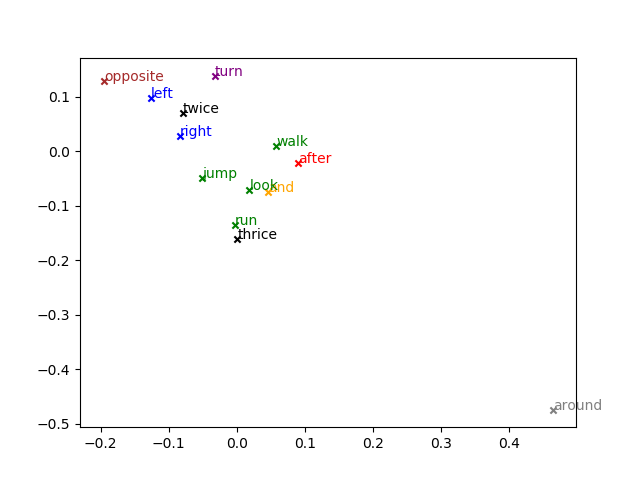 opposite
turn
left
twice
right
walk
after
jump
look
and
run
thrice
around
0.1
0.0
−0.1
−0.2
−0.3
−0.4
−0.5
−0.2 −0.1 0.0 0.1 0.2 0.3 0.4